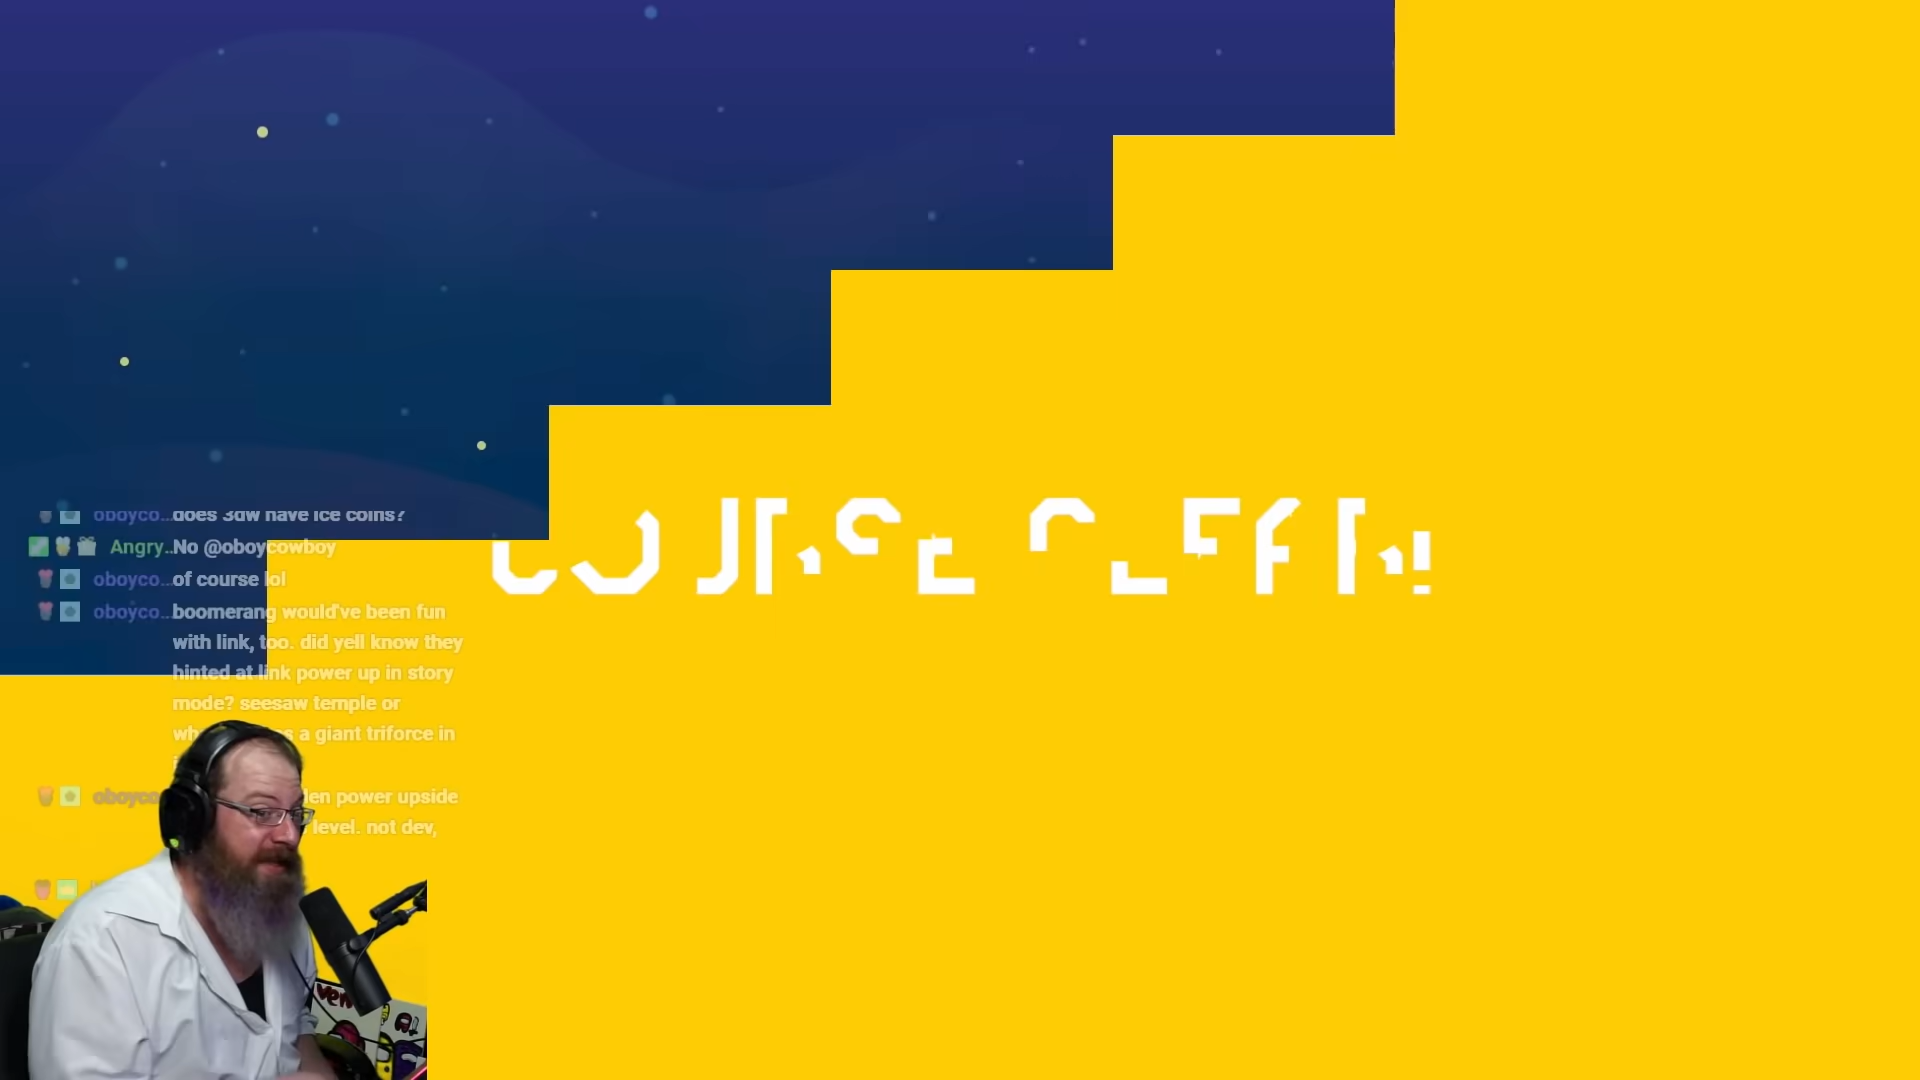 oboyco... does 3dw have ice coins?
Angry... No @oboycowboy
oboyco... of course lol
oboyco... boomerang would've been fun
with link, too. did yell know they
hinted at link power up in story
mode? seesaw temple or
a giant triforce in
oboyco power upside
level. not dev,
COURSE CLEAR!